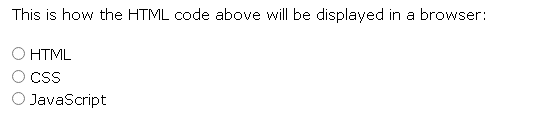 This is how the HTML code above will be displayed in a browser:
HTML
CSS
JavaScript